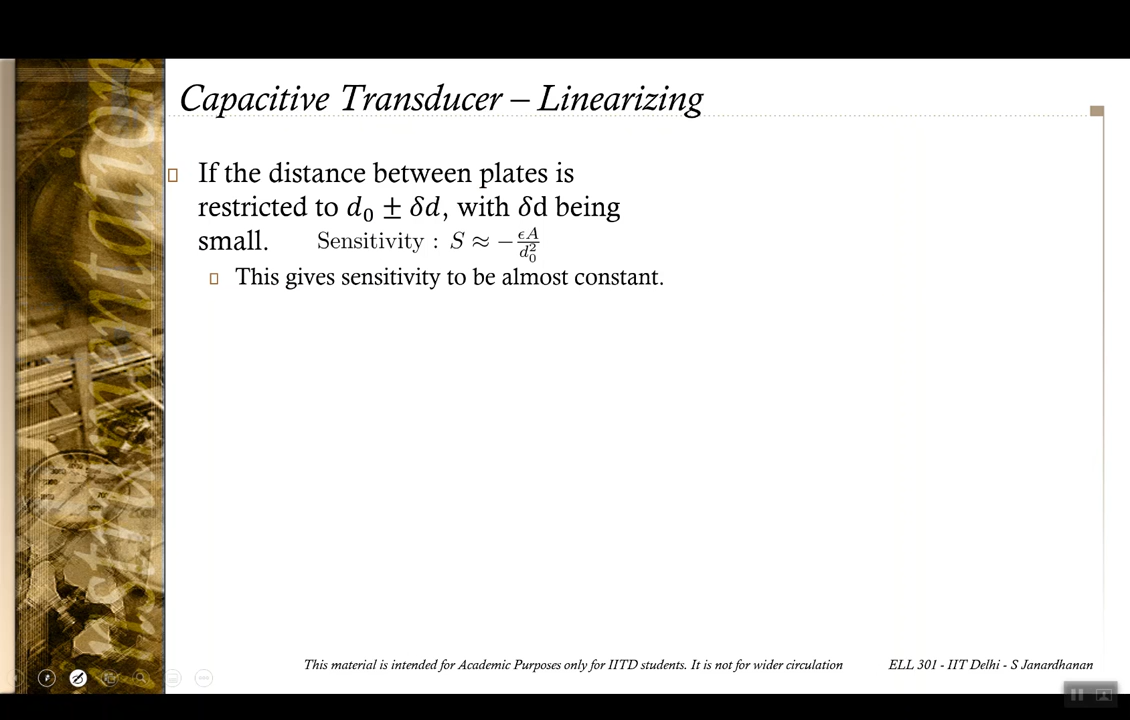 Capacitive Transducer – Linearizing
If the distance between plates is
restricted to d₀ ± δd, with δd being
small. Sensitivity : S ≈ −ϵA/d₀²
This gives sensitivity to be almost constant.
This material is intended for Academic Purposes only for IITD students. It is not for wider circulation
ELL 301 - IIT Delhi - S Janardhanan